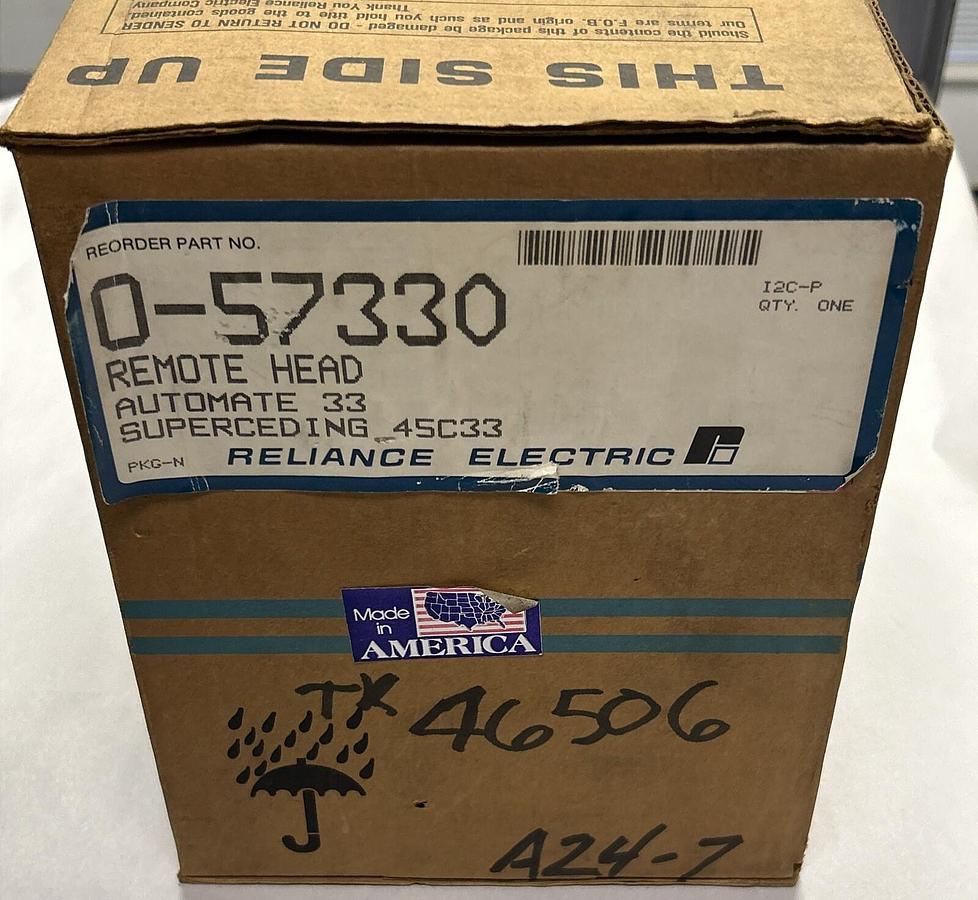 Should the contents of this package be damaged - DO NOT RETURN TO SENDER
Our terms are F.O.B. origin and as such you hold title to the goods contained.
Thank you Reliance Electric Company
THIS SIDE UP
REORDER PART NO.
0-57330
REMOTE HEAD
AUTOMATE 33
SUPERCEDING 45C33
I2C-P
QTY. ONE
PKG-N
RELIANCE ELECTRIC
Made
in
AMERICA
TX 46506
A24-7